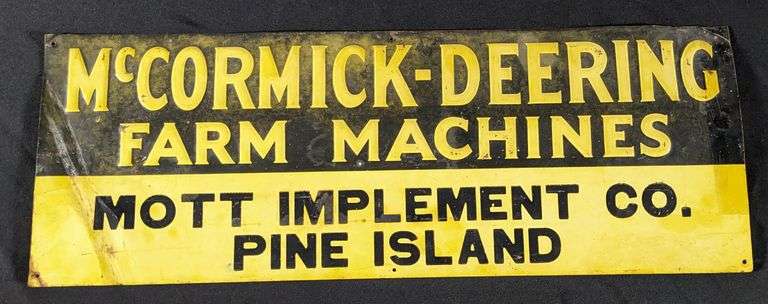 McCORMICK-DEERING
FARM MACHINES
MOTT IMPLEMENT CO.
PINE ISLAND